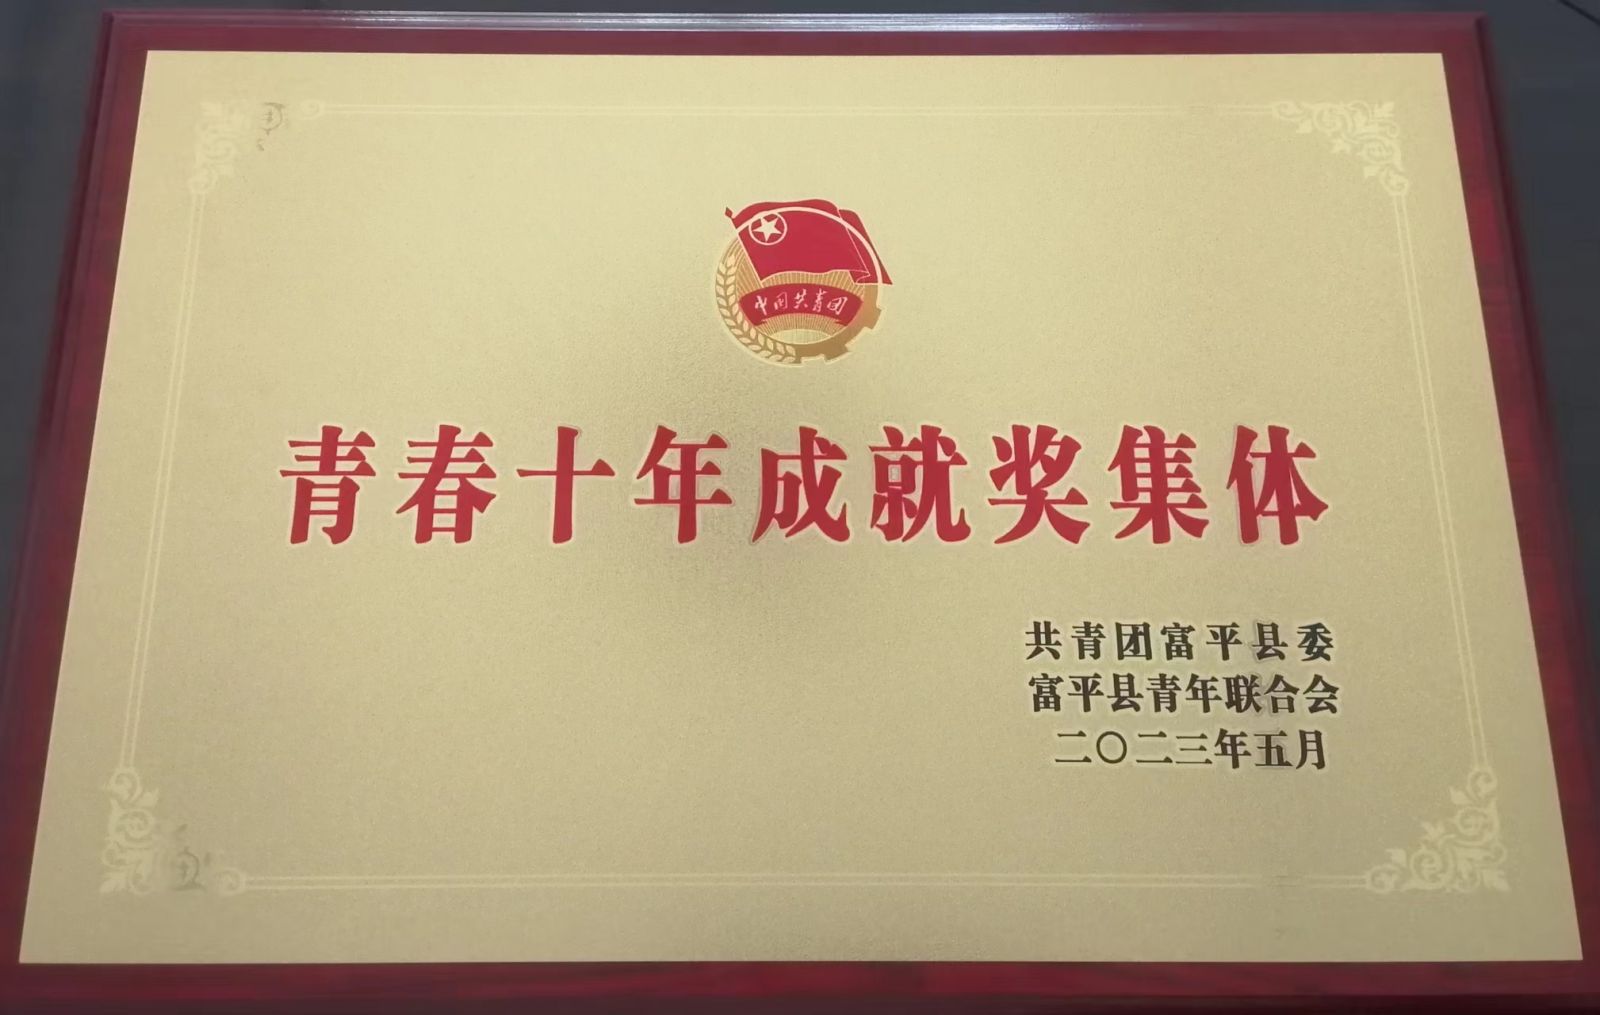 中国共青团
青春十年成就奖集体
共青团富平县委
富平县青年联合会
二〇二三年五月